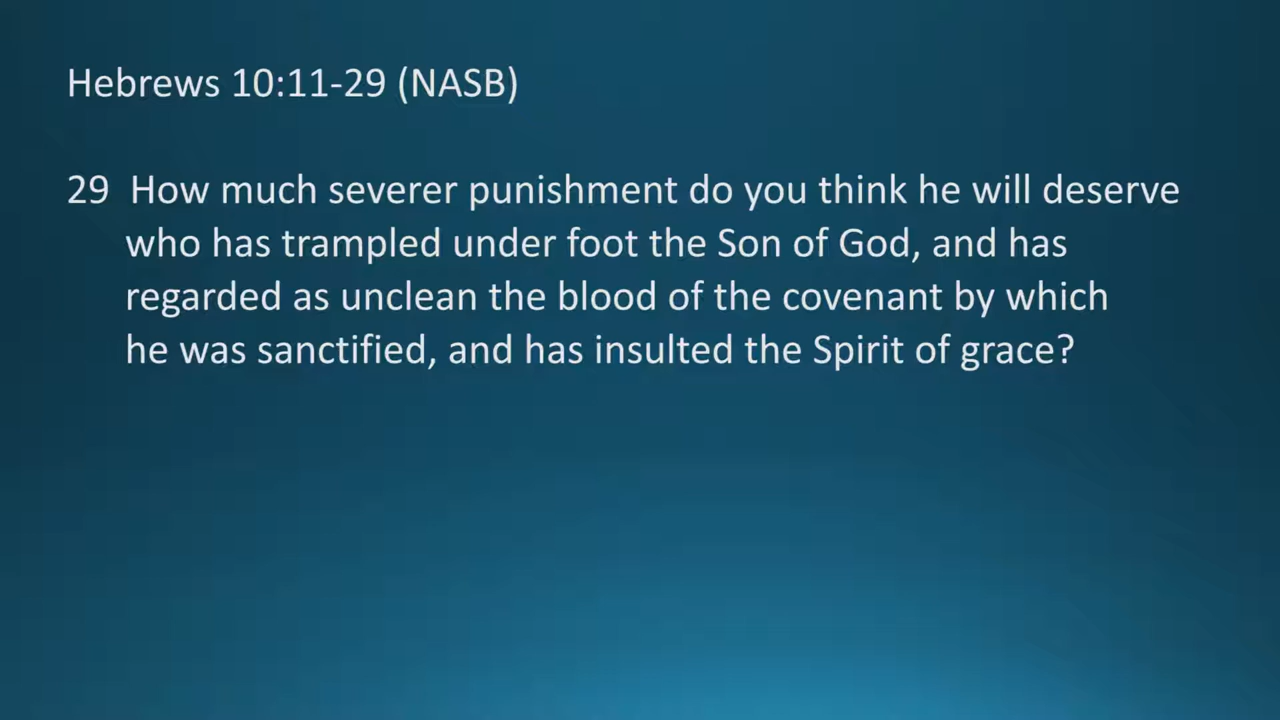 Hebrews 10:11-29 (NASB)
29 How much severer punishment do you think he will deserve
who has trampled under foot the Son of God, and has
regarded as unclean the blood of the covenant by which
he was sanctified, and has insulted the Spirit of grace?